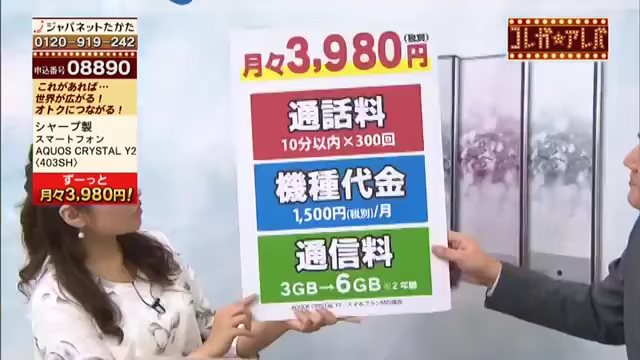 ジャパネットたかた
0120-919-242
申込番号 08890
これがあれば…
世界が広がる！
オトクにつながる！
シャープ製
スマートフォン
AQUOS CRYSTAL Y2
〈403SH〉
ずーっと
月々3,980円!
コレがアレバ
月々3,980円(税別)
通話料
10分以内×300回
機種代金
1,500円(税別)/月
通信料
3GB→6GB ※2年間
AQUOS CRYSTAL Y2